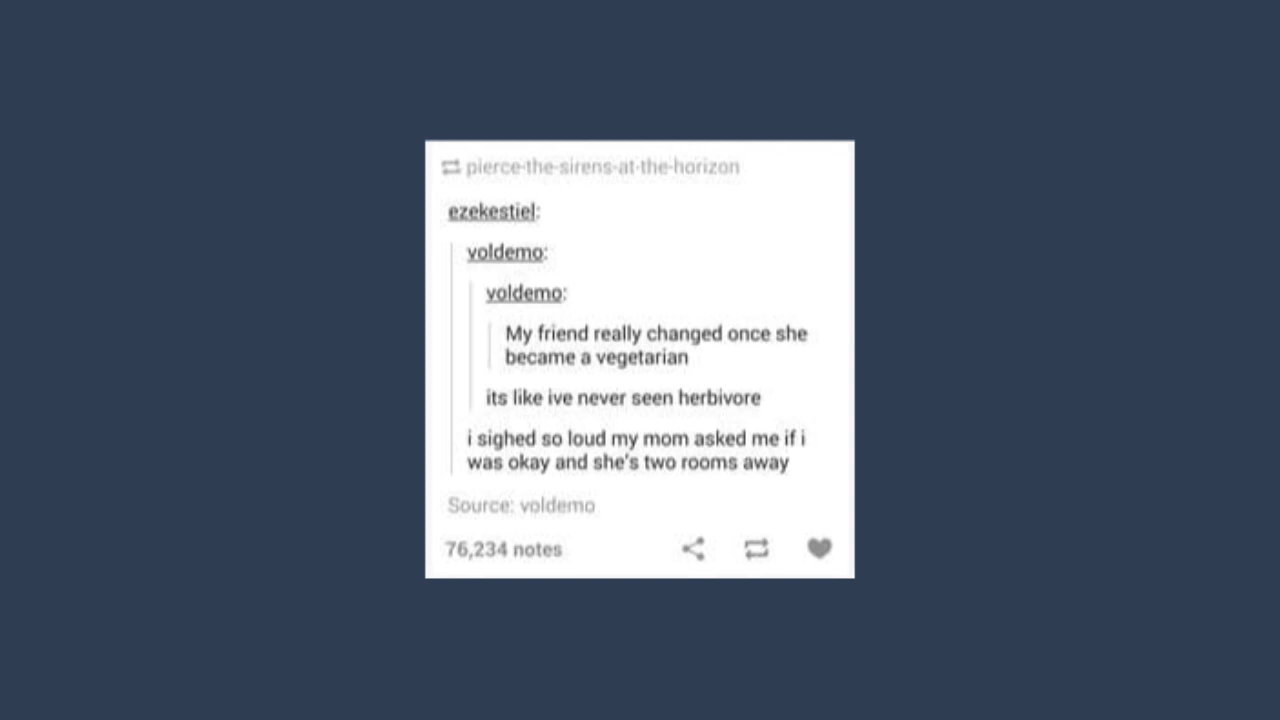 pierce-the-sirens-at-the-horizon
ezekestiel:
voldemo:
voldemo:
My friend really changed once she
became a vegetarian
its like ive never seen herbivore
i sighed so loud my mom asked me if i
was okay and she's two rooms away
Source: voldemo
76,234 notes